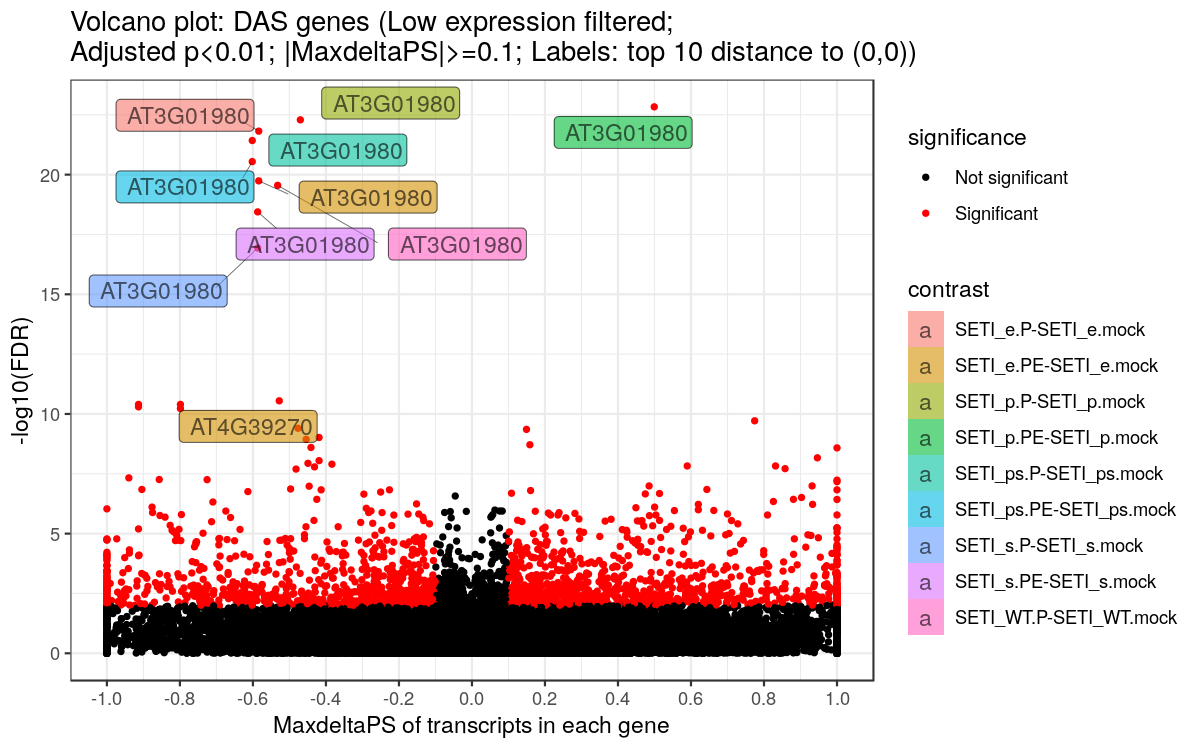 Volcano plot: DAS genes (Low expression filtered;
Adjusted p<0.01; |MaxdeltaPS|>=0.1; Labels: top 10 distance to (0,0))
AT3G01980
AT3G01980
AT3G01980
AT3G01980
AT3G01980
AT3G01980
AT3G01980
AT3G01980
AT3G01980
AT4G39270
-log10(FDR)
20
15
10
5
0
-1.0 -0.8 -0.6 -0.4 -0.2 0.0 0.2 0.4 0.6 0.8 1.0
MaxdeltaPS of transcripts in each gene
significance
Not significant
Significant
contrast
a SETI_e.P-SETI_e.mock
a SETI_e.PE-SETI_e.mock
a SETI_p.P-SETI_p.mock
a SETI_p.PE-SETI_p.mock
a SETI_ps.P-SETI_ps.mock
a SETI_ps.PE-SETI_ps.mock
a SETI_s.P-SETI_s.mock
a SETI_s.PE-SETI_s.mock
a SETI_WT.P-SETI_WT.mock